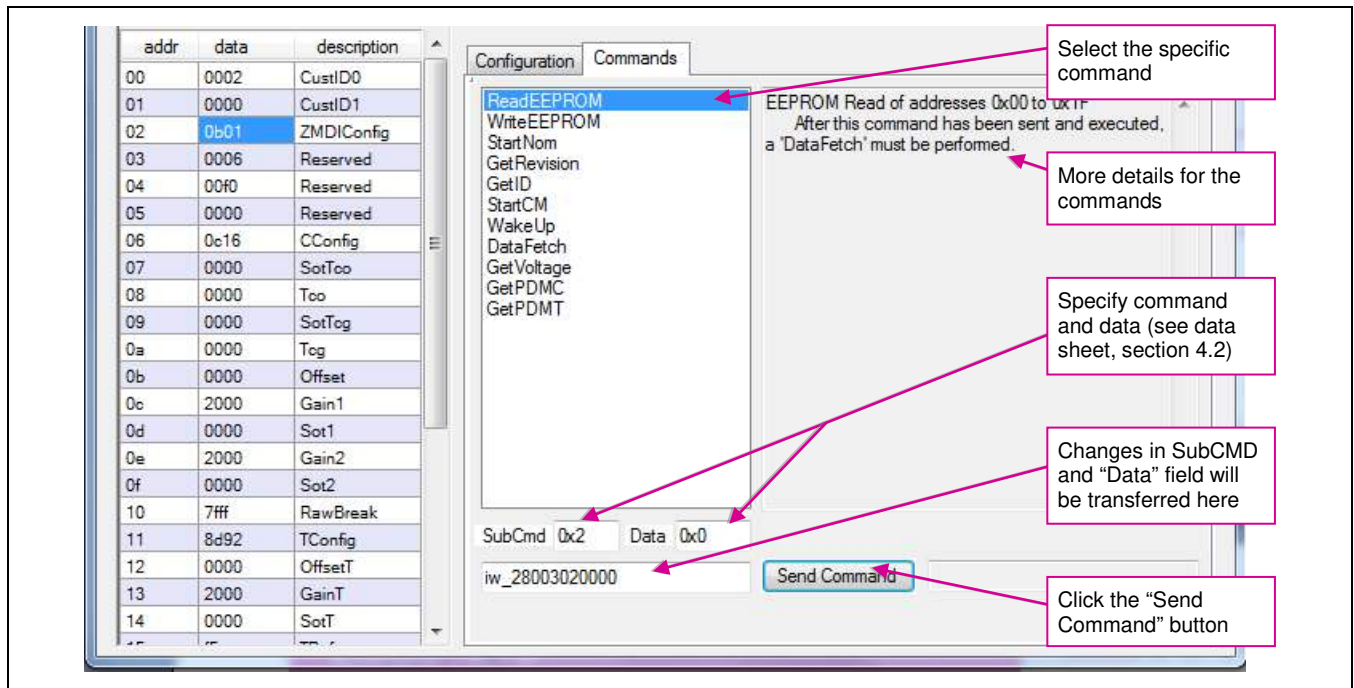 addr data description
00 0002 CustID0
01 0000 CustID1
02 0b01 ZMDIConfig
03 0006 Reserved
04 00f0 Reserved
05 0000 Reserved
06 0c16 CConfig
07 0000 SotTco
08 0000 Tco
09 0000 SotTcg
0a 0000 Tcg
0b 0000 Offset
0c 2000 Gain1
0d 0000 Sot1
0e 2000 Gain2
0f 0000 Sot2
10 7fff RawBreak
11 8d92 TConfig
12 0000 OffsetT
13 2000 GainT
14 0000 SotT
Configuration Commands
ReadEEPROM
WriteEEPROM
StartNom
GetRevision
GetID
StartCM
WakeUp
DataFetch
GetVoltage
GetPDMC
GetPDMT
EEPROM Read of addresses 0x00 to 0x1F
After this command has been sent and executed,
a 'DataFetch' must be performed.
SubCmd 0x2 Data 0x0
iw_28003020000 Send Command
Select the specific
command
More details for the
commands
Specify command
and data (see data
sheet, section 4.2)
Changes in SubCMD
and “Data” field will
be transferred here
Click the “Send
Command” button